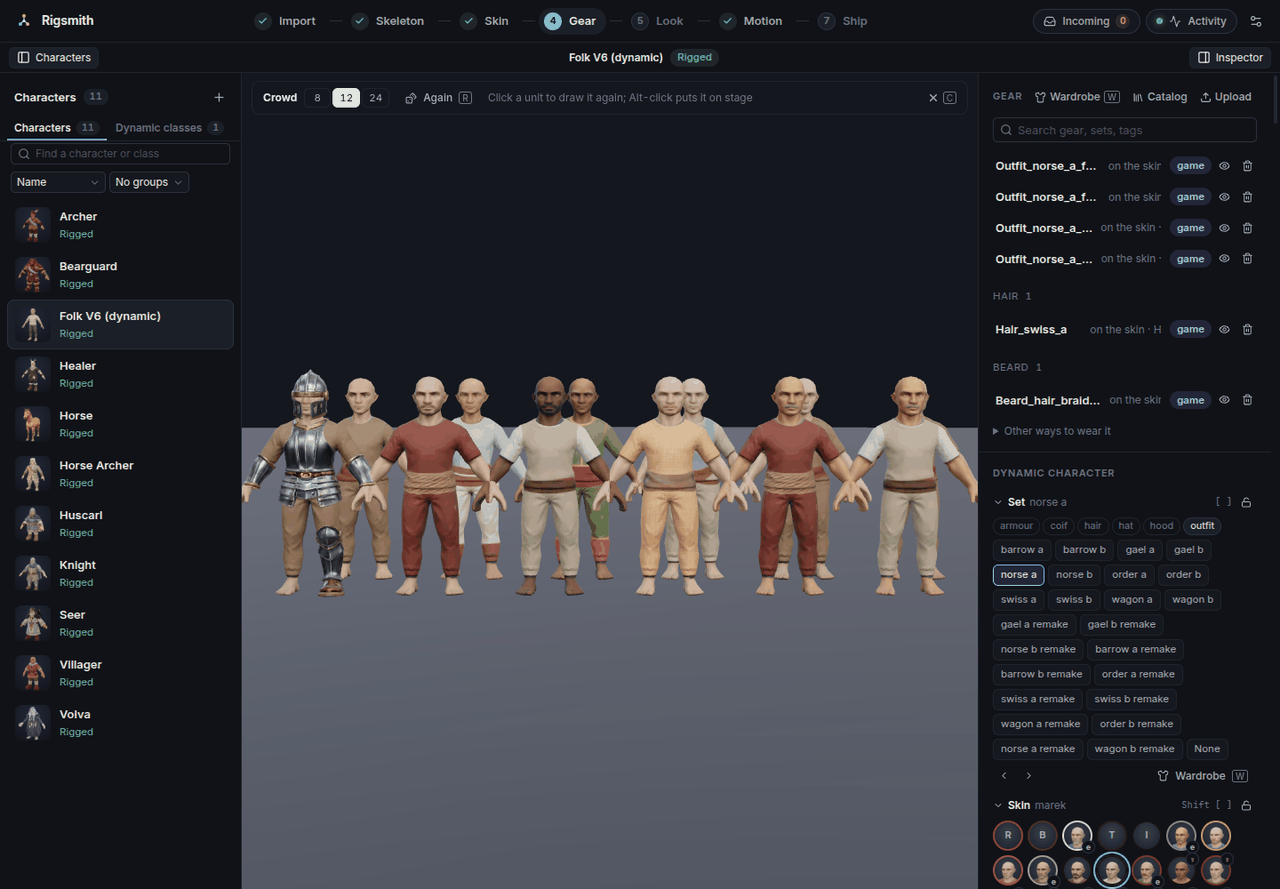 Rigsmith
Import
Skeleton
Skin
4 Gear
5 Look
Motion
7 Ship
Incoming 0
Activity
Characters
Folk V6 (dynamic) Rigged
Inspector
Characters 11
Characters 11 Dynamic classes 1
Find a character or class
Name
No groups
Archer
Rigged
Bearguard
Rigged
Folk V6 (dynamic)
Rigged
Healer
Rigged
Horse
Rigged
Horse Archer
Rigged
Huscarl
Rigged
Knight
Rigged
Seer
Rigged
Villager
Rigged
Volva
Rigged
Crowd 8 12 24 Again R Click a unit to draw it again; Alt-click puts it on stage C
GEAR Wardrobe W Catalog Upload
Search gear, sets, tags
Outfit_norse_a_f... on the skin game
Outfit_norse_a_f... on the skin game
Outfit_norse_a_... on the skin · game
Outfit_norse_a_... on the skin · game
HAIR 1
Hair_swiss_a on the skin · H game
BEARD 1
Beard_hair_braid... on the skin game
Other ways to wear it
DYNAMIC CHARACTER
Set norse a [ ]
armour coif hair hat hood outfit
barrow a barrow b gael a gael b
norse a norse b order a order b
swiss a swiss b wagon a wagon b
gael a remake gael b remake
norse b remake barrow a remake
barrow b remake order a remake
swiss a remake swiss b remake
wagon a remake order b remake
norse a remake wagon b remake None
Wardrobe W
Skin marek Shift [ ]
R B e T I e
e e